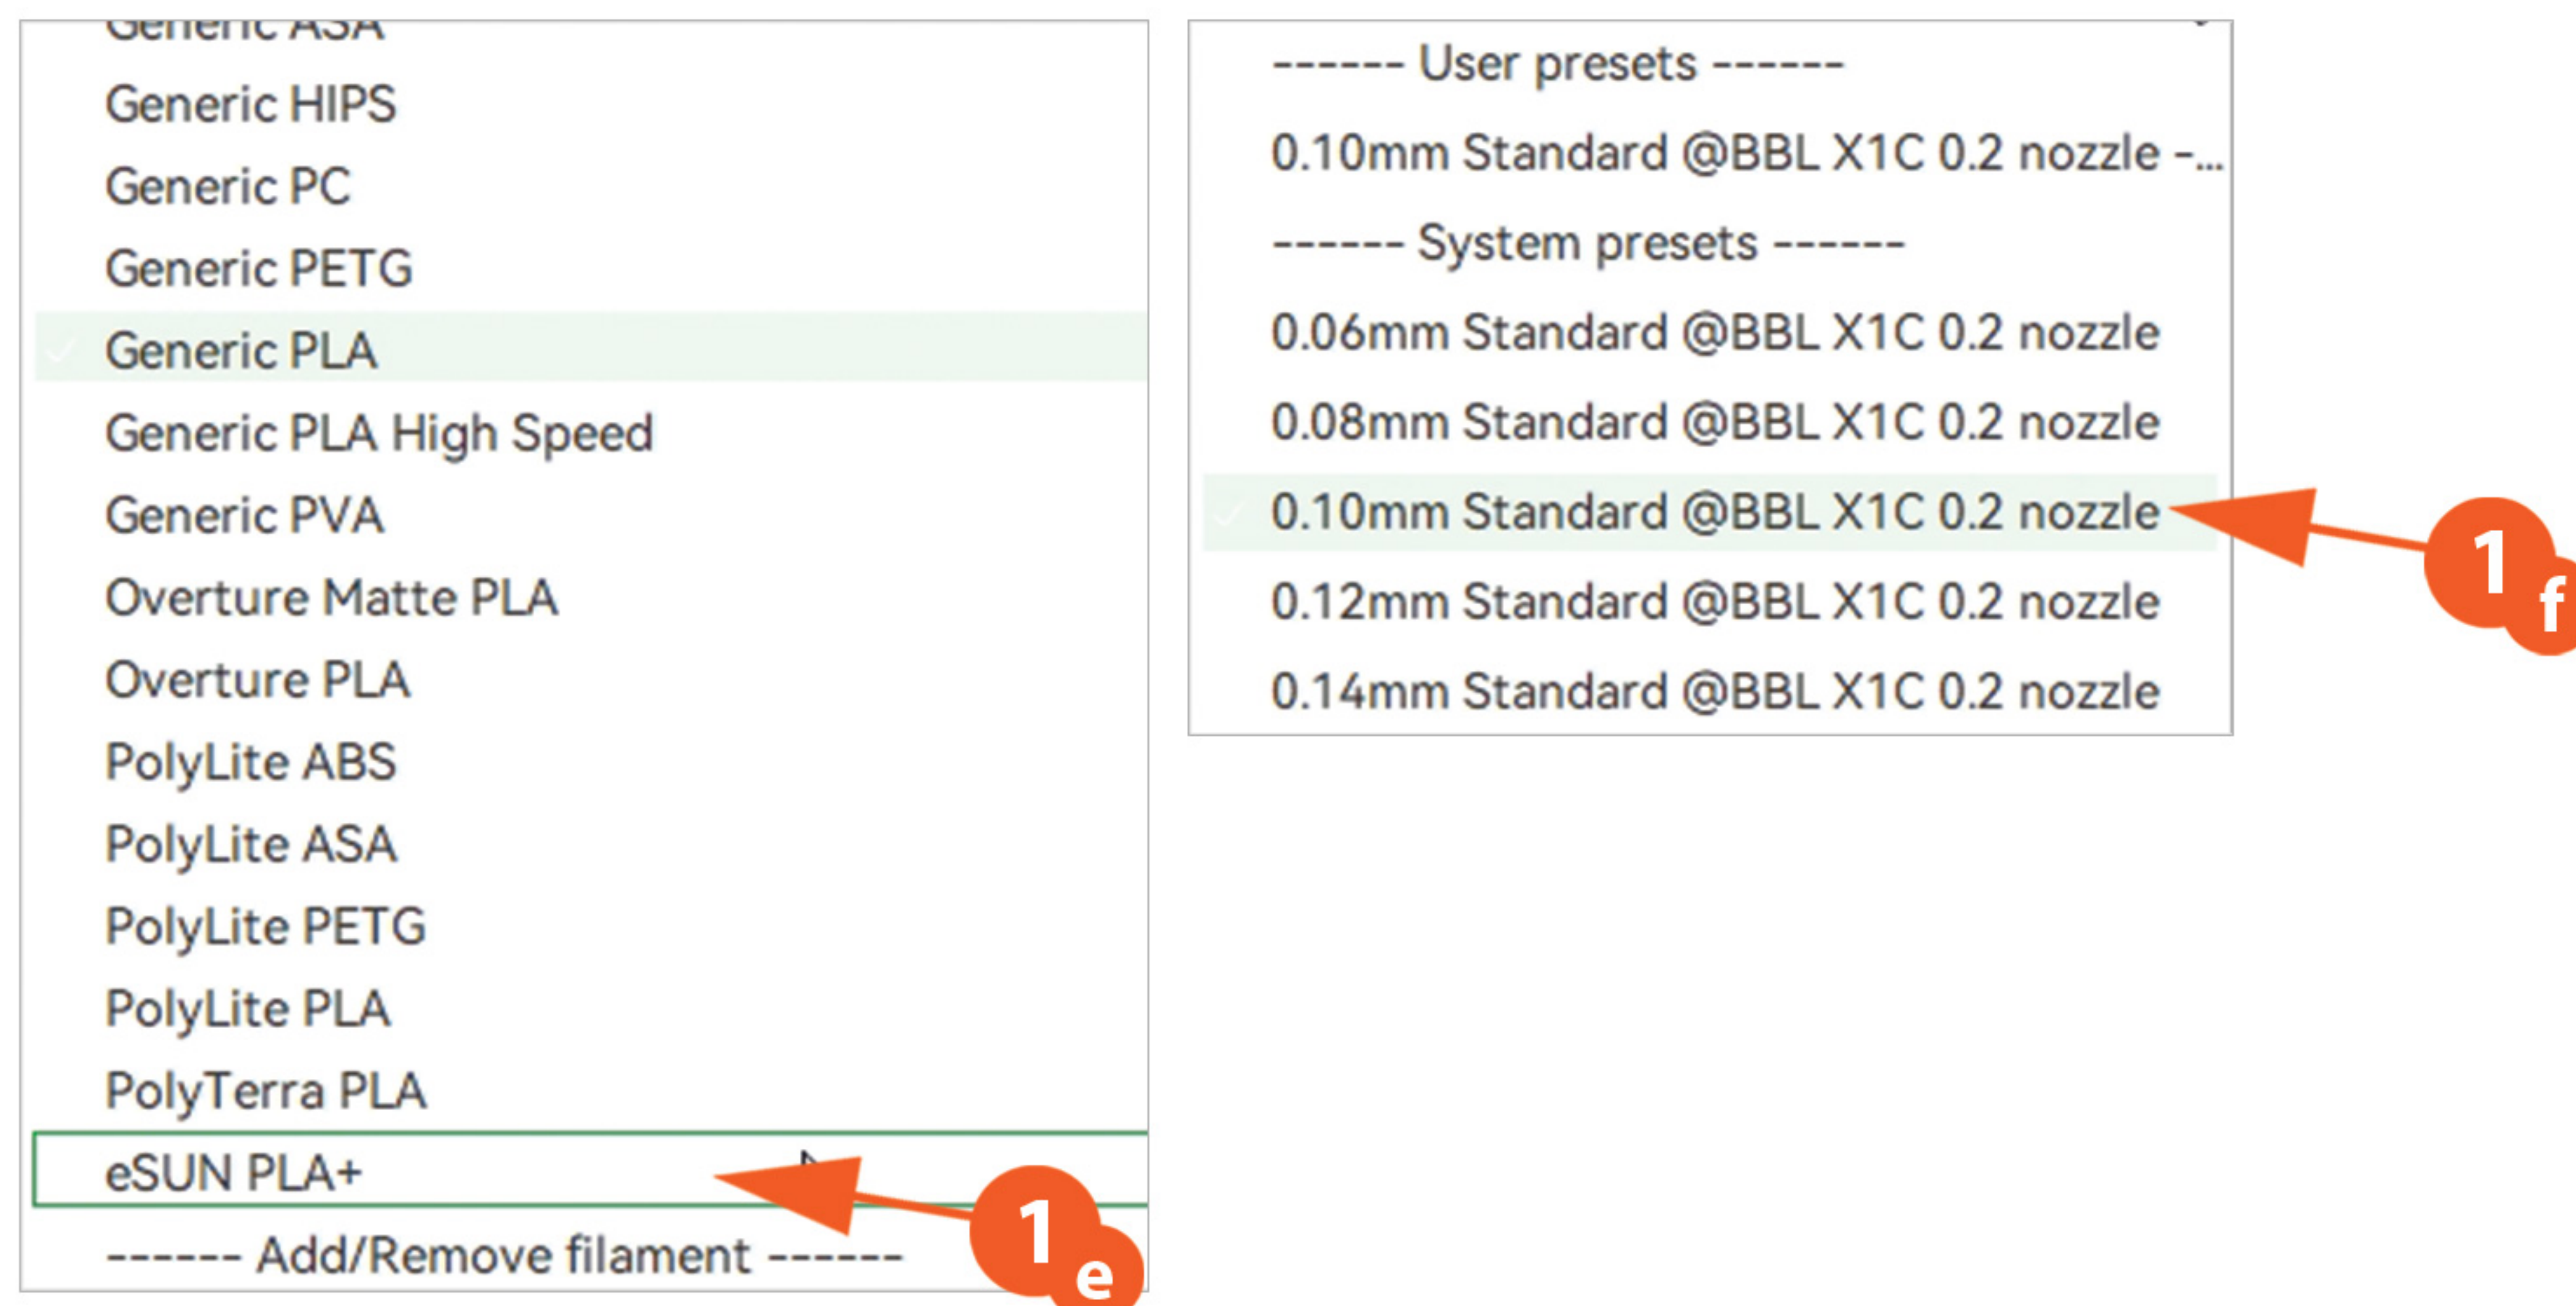 Generic ASA
Generic HIPS
Generic PC
Generic PETG
Generic PLA
Generic PLA High Speed
Generic PVA
Overture Matte PLA
Overture PLA
PolyLite ABS
PolyLite ASA
PolyLite PETG
PolyLite PLA
PolyTerra PLA
eSUN PLA+
------ Add/Remove filament ------
1 e
------ User presets ------
0.10mm Standard @BBL X1C 0.2 nozzle -...
------ System presets ------
0.06mm Standard @BBL X1C 0.2 nozzle
0.08mm Standard @BBL X1C 0.2 nozzle
0.10mm Standard @BBL X1C 0.2 nozzle
0.12mm Standard @BBL X1C 0.2 nozzle
0.14mm Standard @BBL X1C 0.2 nozzle
1 f